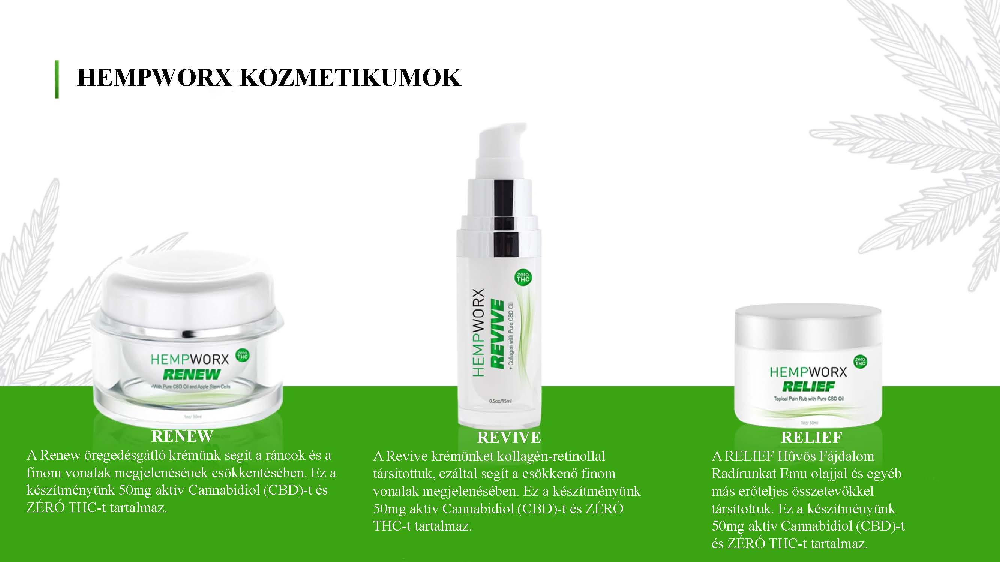 HEMPWORX KOZMETIKUMOK
zero
THC
HEMPWORX
RENEW
+With Pure CBD Oil and Apple Stem Cells
1oz/ 30ml
zero
THC
HEMPWORX
REVIVE
+ Collagen with Pure CBD Oil
0.5oz/15ml
zero
THC
HEMPWORX
RELIEF
Topical Pain Rub with Pure CBD Oil
1oz/ 30ml
RENEW
A Renew öregedésgátló krémünk segít a ráncok és a
finom vonalak megjelenésének csökkentésében. Ez a
készítményünk 50mg aktív Cannabidiol (CBD)-t és
ZÉRÓ THC-t tartalmaz.
REVIVE
A Revive krémünket kollagén-retinollal
társítottuk, ezáltal segít a csökkenő finom
vonalak megjelenésében. Ez a készítményünk
50mg aktív Cannabidiol (CBD)-t és ZÉRÓ
THC-t tartalmaz.
RELIEF
A RELIEF Hűvös Fájdalom
Radírunkat Emu olajjal és egyéb
más erőteljes összetevőkkel
társítottuk. Ez a készítményünk
50mg aktív Cannabidiol (CBD)-t
és ZÉRÓ THC-t tartalmaz.